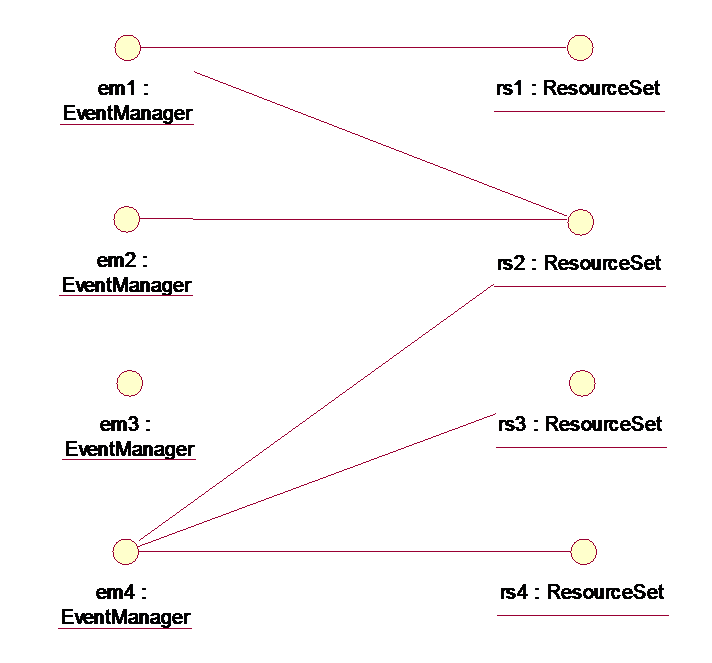 em1 :
EventManager
rs1 : ResourceSet
em2 :
EventManager
rs2 : ResourceSet
em3 :
EventManager
rs3 : ResourceSet
em4 :
EventManager
rs4 : ResourceSet